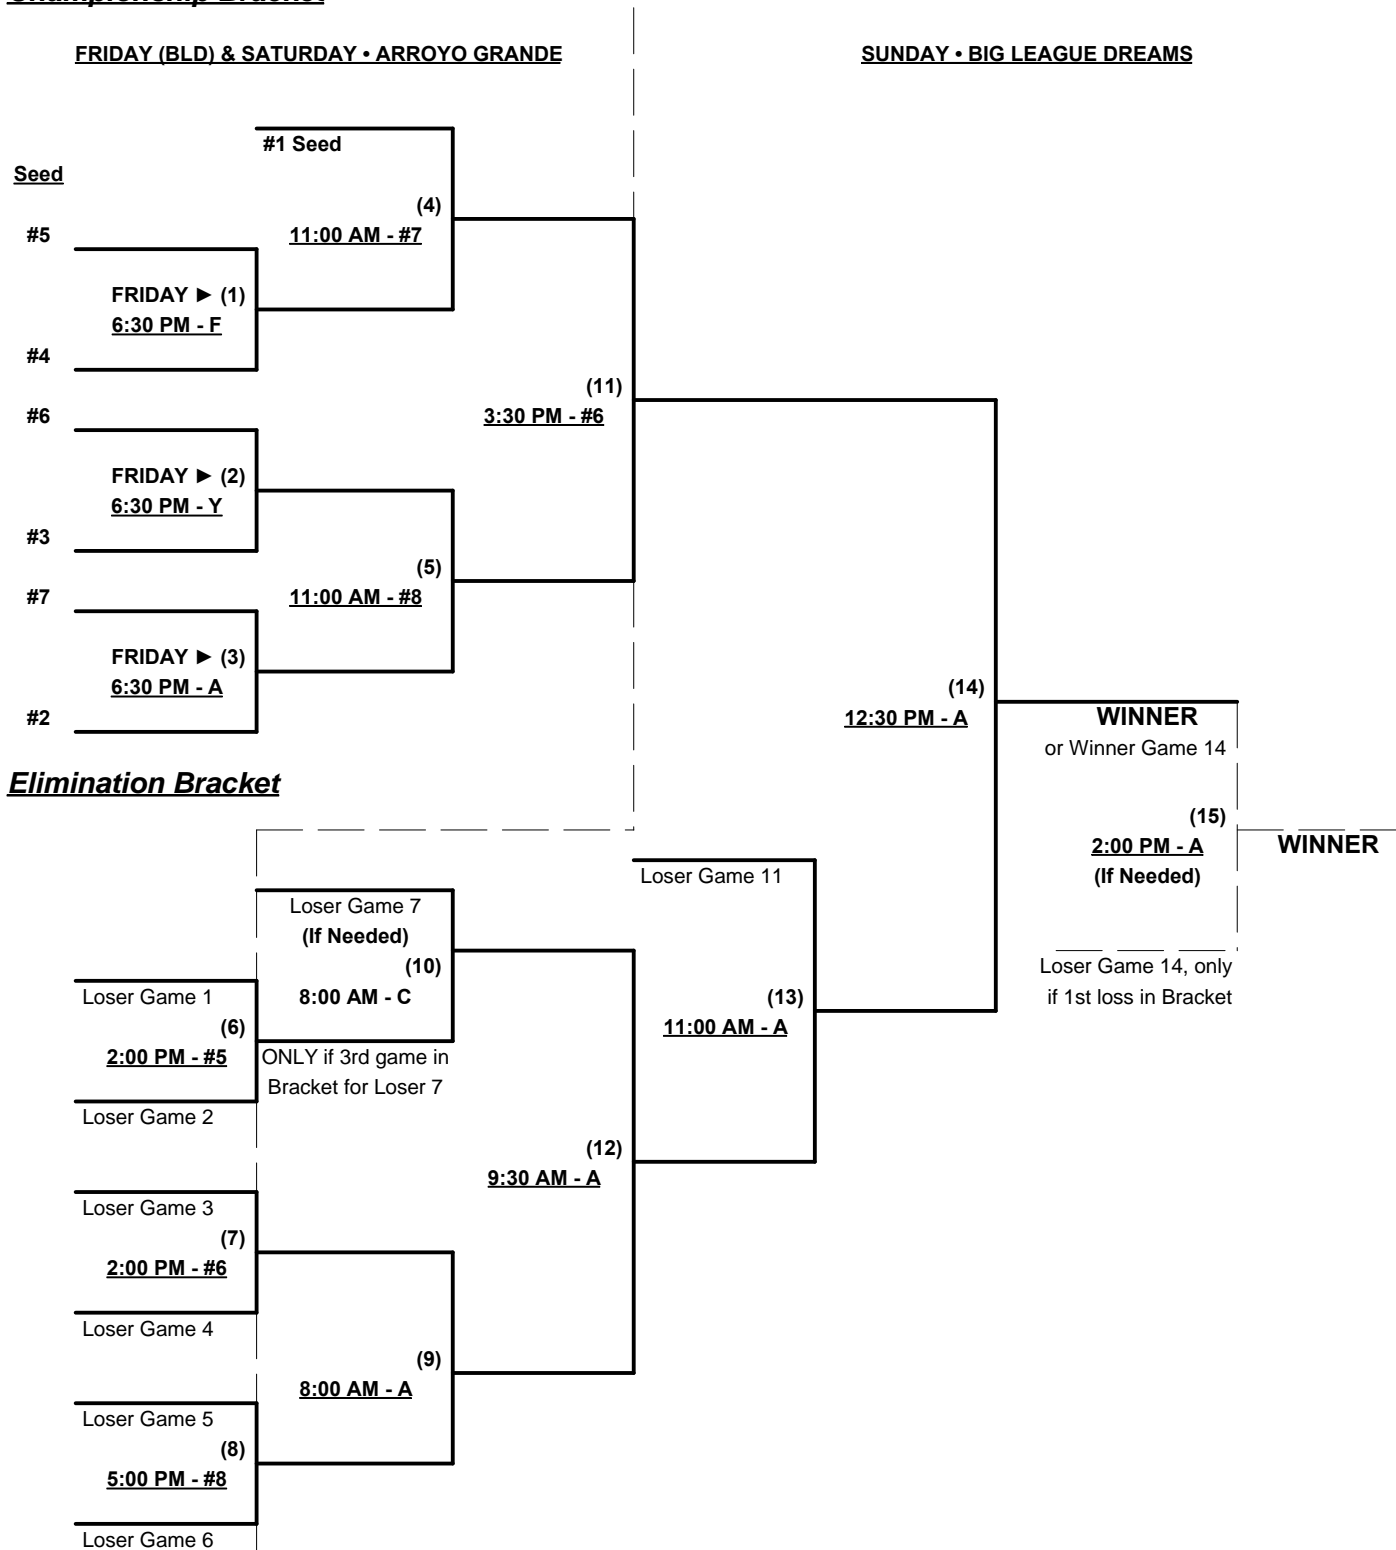 Championship Bracket
FRIDAY (BLD) & SATURDAY • ARROYO GRANDE
SUNDAY • BIG LEAGUE DREAMS
#1 Seed
Seed
(4)
#5
11:00 AM - #7
FRIDAY ► (1)
6:30 PM - F
#4
(11)
#6
3:30 PM - #6
FRIDAY ► (2)
6:30 PM - Y
#3
(5)
#7
11:00 AM - #8
FRIDAY ► (3)
6:30 PM - A
(14)
#2
12:30 PM - A
WINNER
or Winner Game 14
Elimination Bracket
(15)
2:00 PM - A
WINNER
(If Needed)
Loser Game 11
Loser Game 7
(If Needed)
(10)
8:00 AM - C
Loser Game 14, only
if 1st loss in Bracket
Loser Game 1
(6)
2:00 PM - #5
(13)
11:00 AM - A
ONLY if 3rd game in
Bracket for Loser 7
Loser Game 2
(12)
9:30 AM - A
Loser Game 3
(7)
2:00 PM - #6
Loser Game 4
(9)
8:00 AM - A
Loser Game 5
(8)
5:00 PM - #8
Loser Game 6